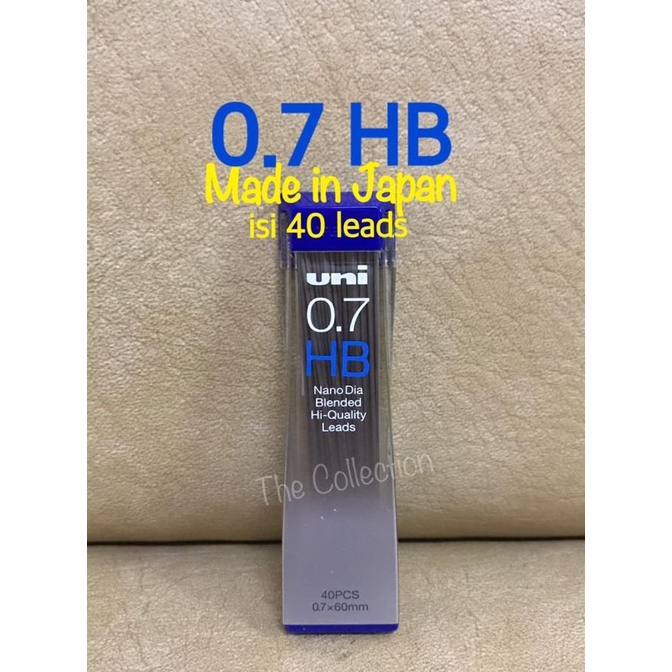 0.7 HB
Made in Japan
isi 40 leads
uni
0.7
HB
Nano Dia
Blended
Hi-Quality
Leads
The Collection
40PCS
0.7×60mm